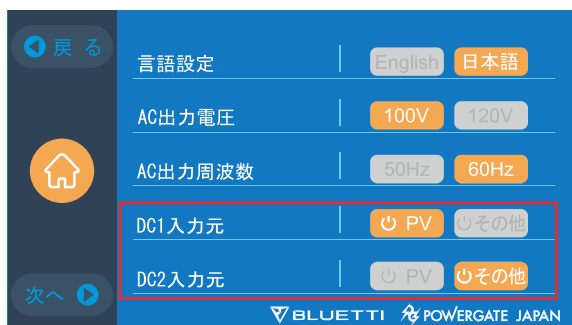 戻る
言語設定 English 日本語
AC出力電圧 100V 120V
AC出力周波数 50Hz 60Hz
DC1入力元 PV その他
DC2入力元 PV その他
次へ
BLUETTI POWERGATE JAPAN